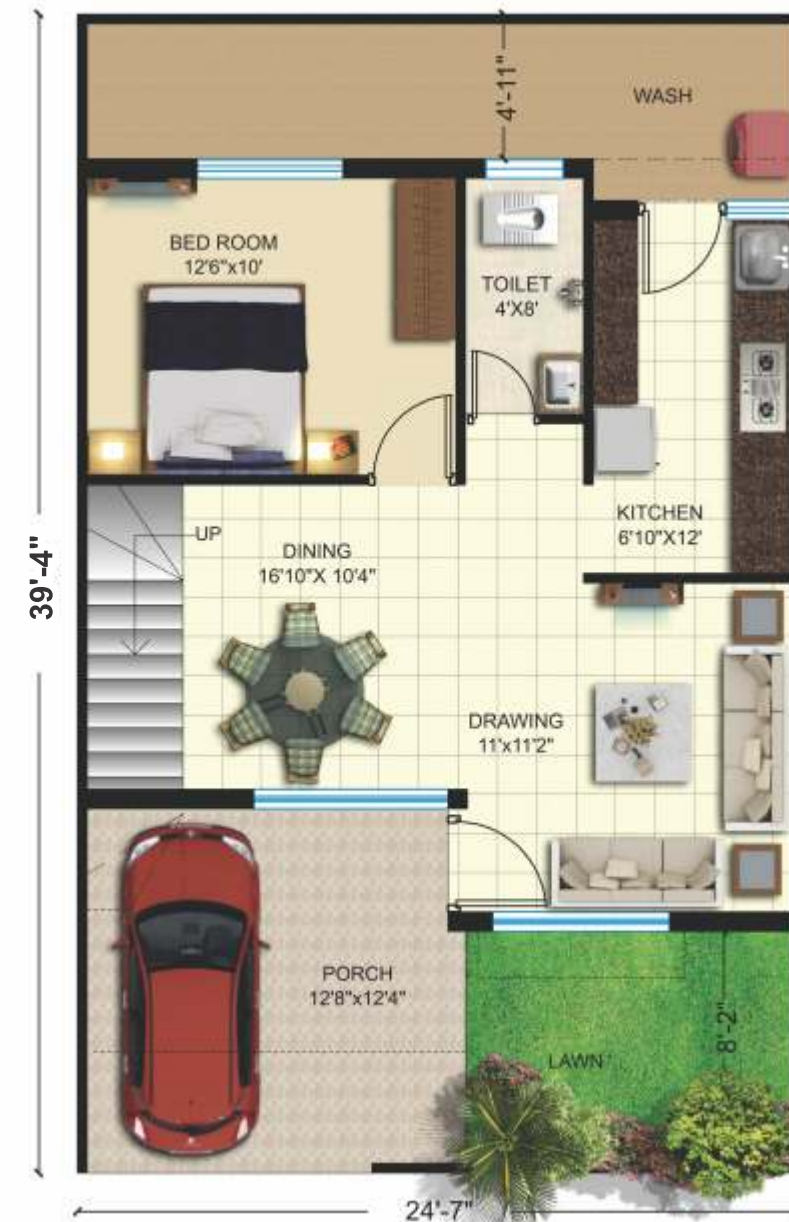 4'-11"
WASH
BED ROOM
12'6"x10'
TOILET
4'X8'
KITCHEN
6'10"X12'
UP
DINING
16'10"X 10'4"
39'-4"
DRAWING
11'x11'2"
PORCH
12'8"x12'4"
8'-2"
LAWN
24'-7"